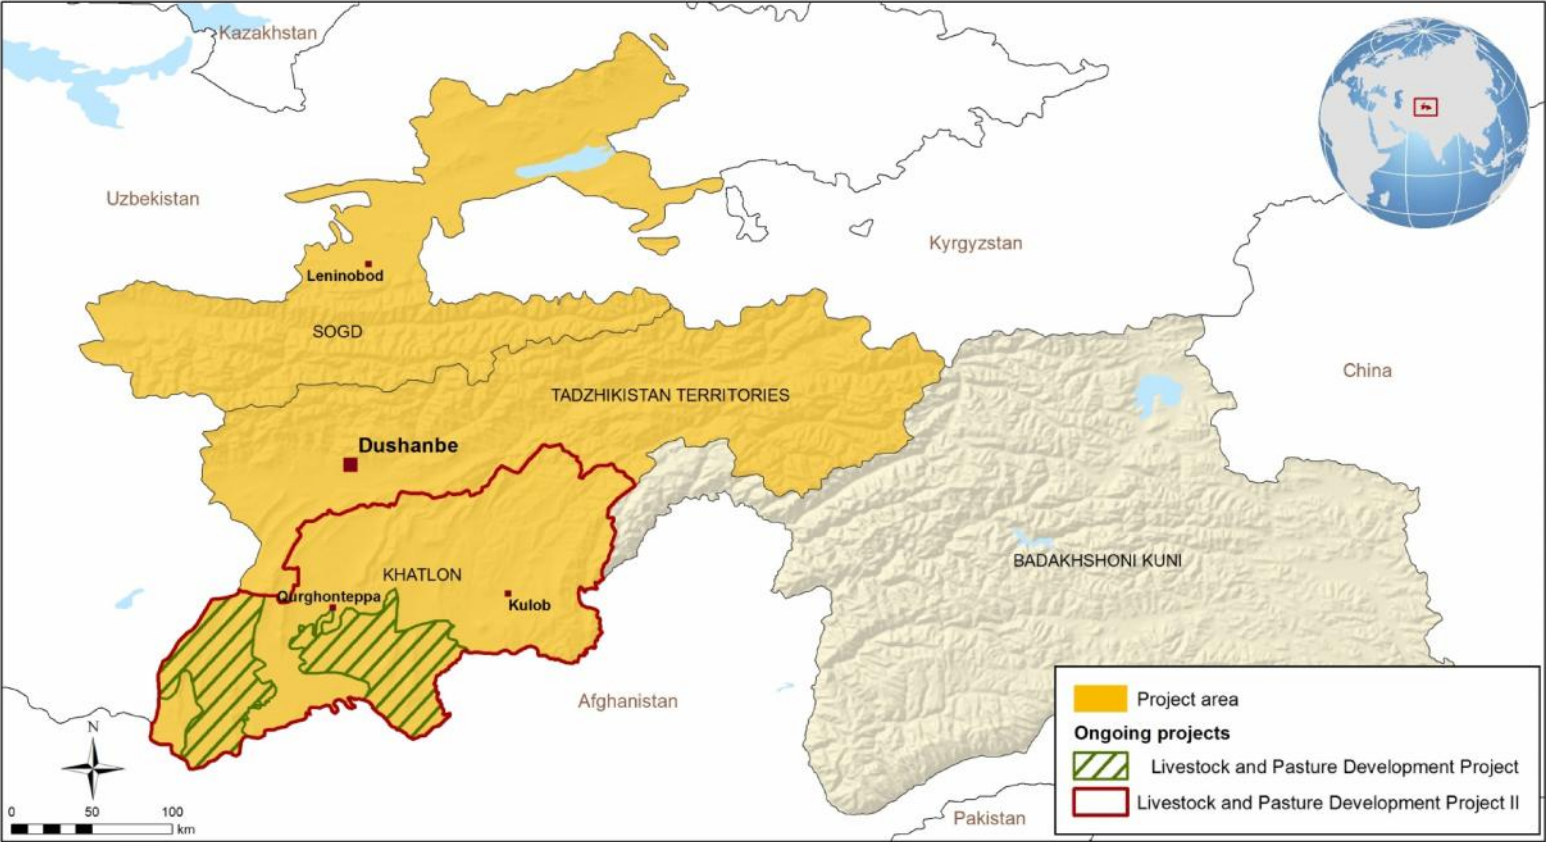 Kazakhstan
Uzbekistan
Kyrgyzstan
Leninobod
SOGD
China
TADZHIKISTAN TERRITORIES
Dushanbe
BADAKHSHONI KUNI
KHATLON
Qurghonteppa
Kulob
Afghanistan
Project area
Ongoing projects
Livestock and Pasture Development Project
Livestock and Pasture Development Project II
N
0 50 100
km
Pakistan